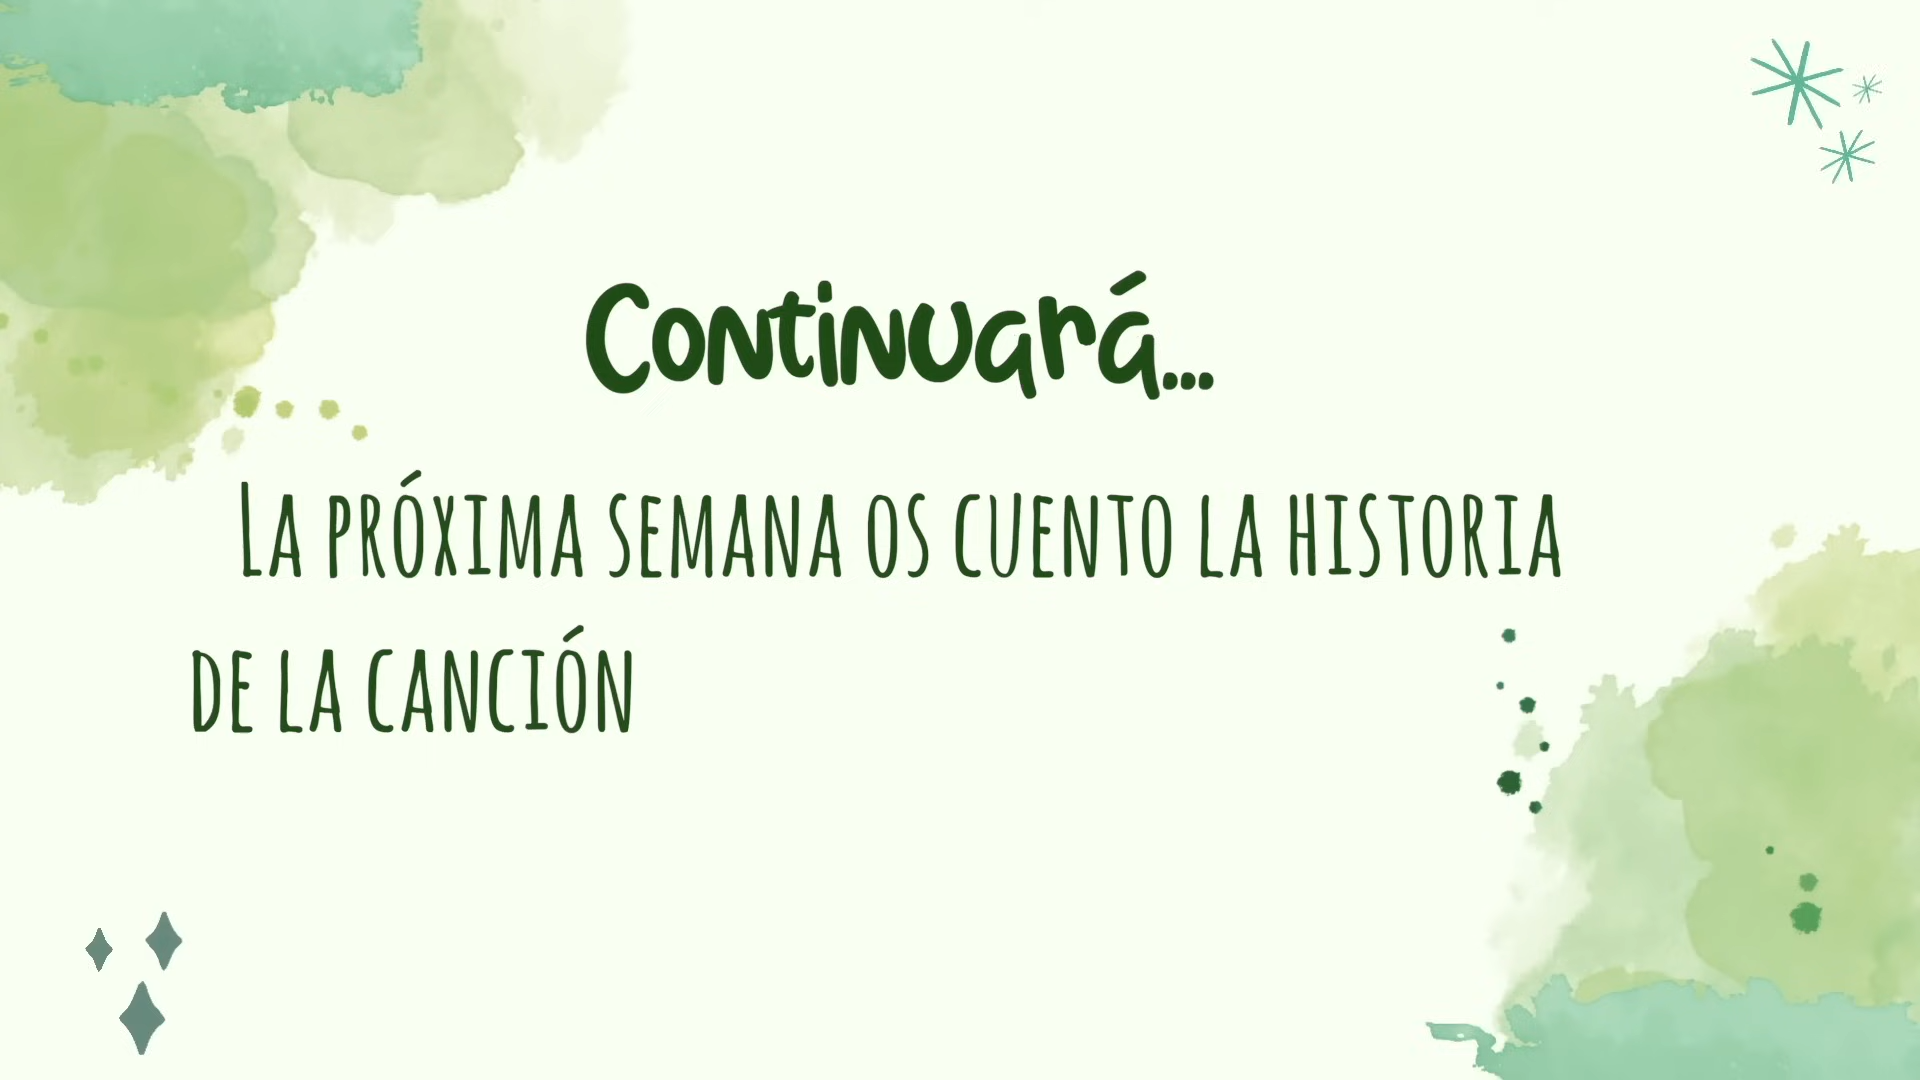 Continuará...
La próxima semana os cuento la historia
de la canción